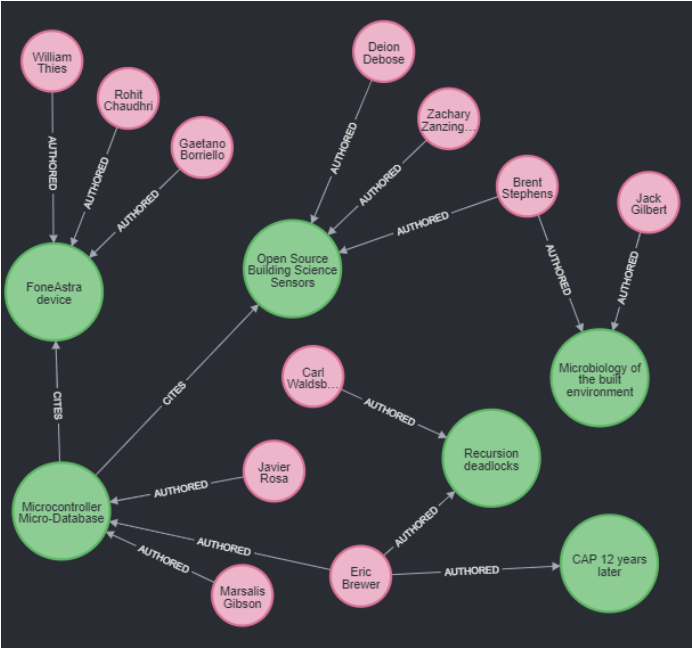 William
Thies
Rohit
Chaudhri
Gaetano
Borriello
Deion
Debose
Zachary
Zanzing...
Brent
Stephens
Jack
Gilbert
AUTHORED
AUTHORED
AUTHORED
AUTHORED
AUTHORED
AUTHORED
AUTHORED
AUTHORED
FoneAstra
device
Open Source
Building Science
Sensors
Microbiology of
the built
environment
CITES
CITES
Carl
Waldsb...
AUTHORED
Recursion
deadlocks
Javier
Rosa
AUTHORED
Microcontroller
Micro-Database
AUTHORED
AUTHORED
AUTHORED
Marsalis
Gibson
Eric
Brewer
AUTHORED
CAP 12 years
later